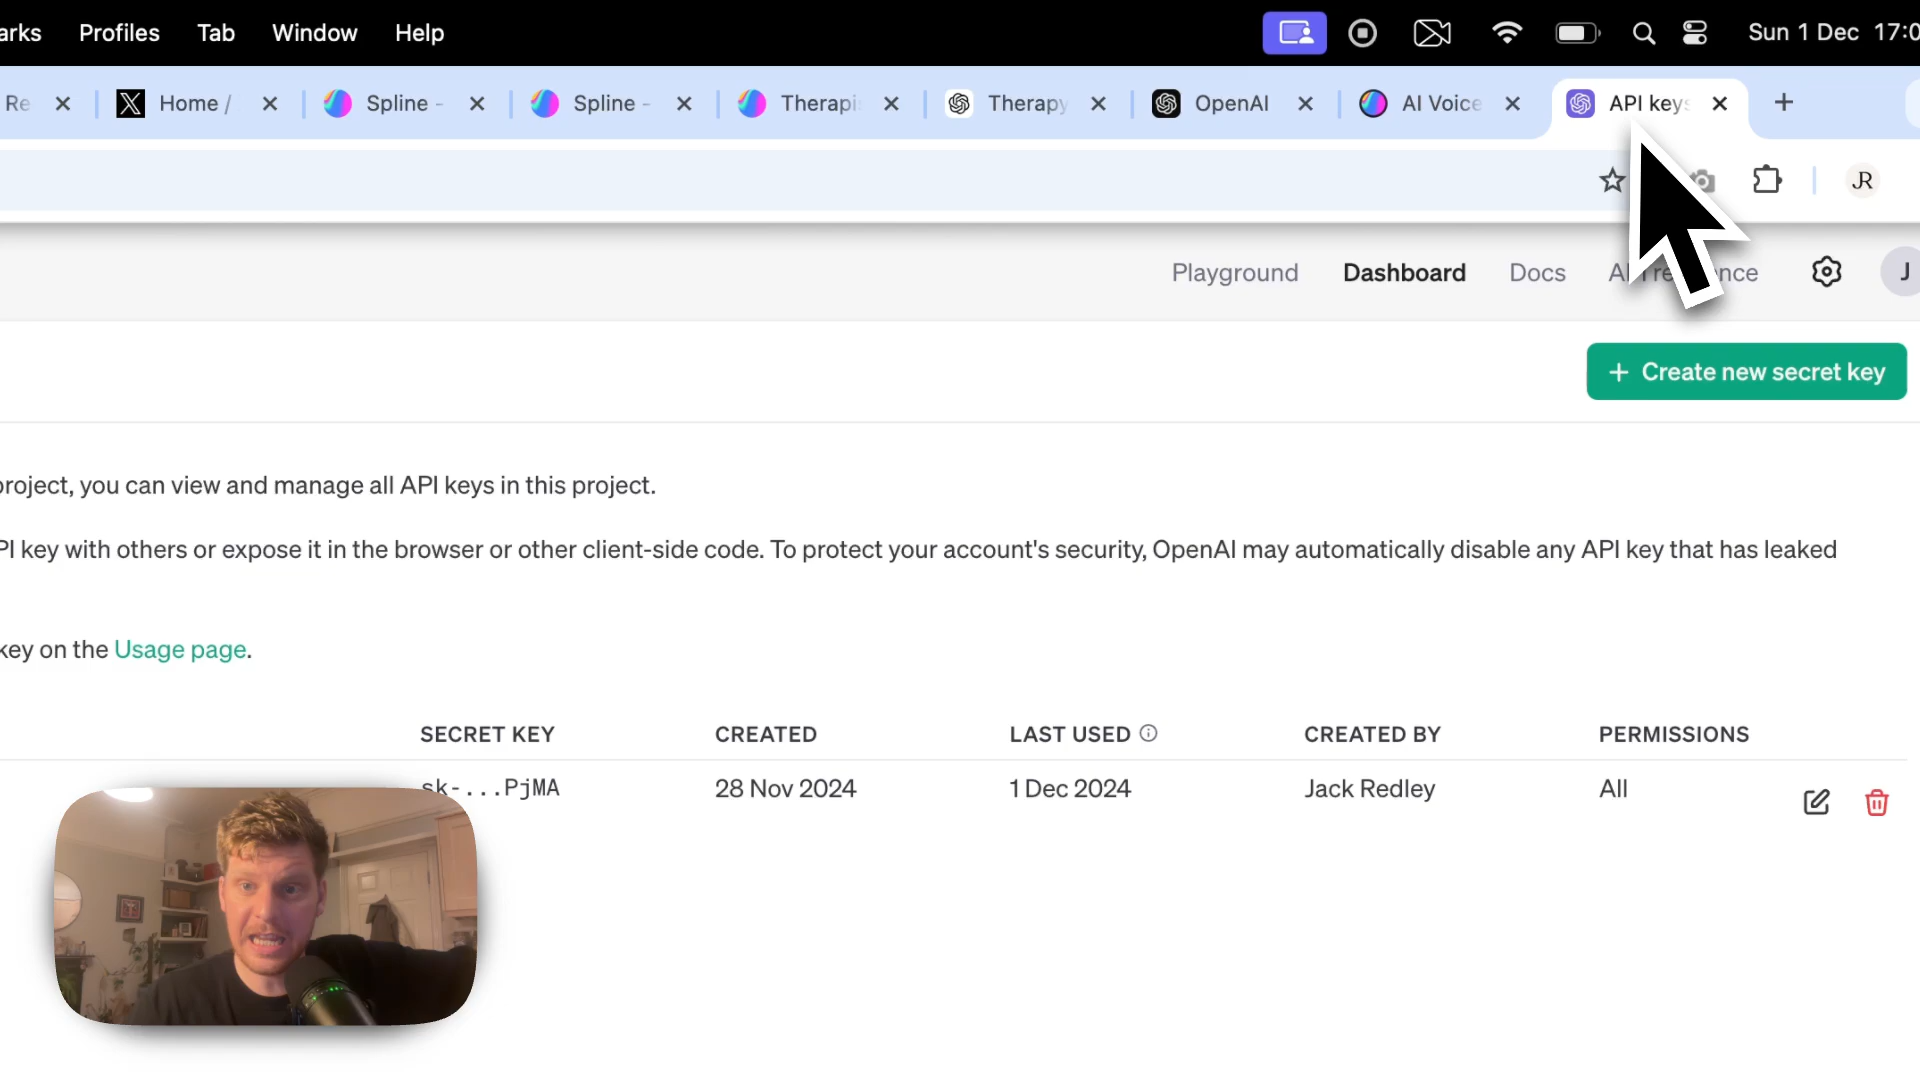 arks Profiles Tab Window Help Sun 1 Dec 17:0
Re Home / Spline - Spline - Therapi Therapy OpenAI AI Voice API keys
JR
Playground Dashboard Docs J
+ Create new secret key
project, you can view and manage all API keys in this project.
PI key with others or expose it in the browser or other client-side code. To protect your account's security, OpenAI may automatically disable any API key that has leaked
key on the Usage page.
SECRET KEY CREATED LAST USED CREATED BY PERMISSIONS
sk-...PjMA 28 Nov 2024 1 Dec 2024 Jack Redley All